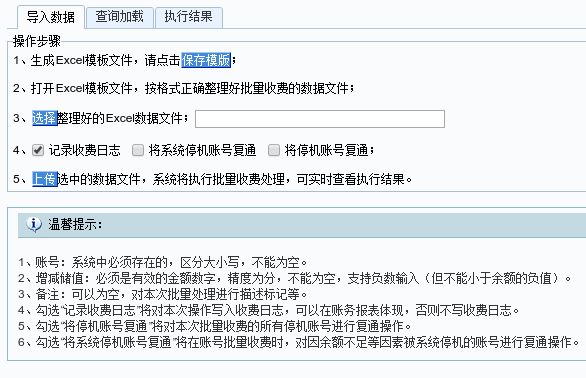 导入数据 查询加载 执行结果
操作步骤
1、生成Excel模板文件，请点击保存模版；
2、打开Excel模板文件，按格式正确整理好批量收费的数据文件；
3、选择整理好的Excel数据文件；
4、记录收费日志 将系统停机账号复通 将停机账号复通；
5、上传选中的数据文件，系统将执行批量收费处理，可实时查看执行结果。
温馨提示：
1、账号：系统中必须存在的，区分大小写，不能为空。
2、增减储值：必须是有效的金额数字，精度为分，不能为空，支持负数输入（但不能小于余额的负值）。
3、备注：可以为空，对本次批量处理进行描述标记等。
4、勾选“记录收费日志”将对本次操作写入收费日志，可以在账务报表体现，否则不写收费日志。
5、勾选“将停机账号复通”将对本次批量收费的所有停机账号进行复通操作。
6、勾选“将系统停机账号复通”将在账号批量收费时，对因余额不足等因素被系统停机的账号进行复通操作。